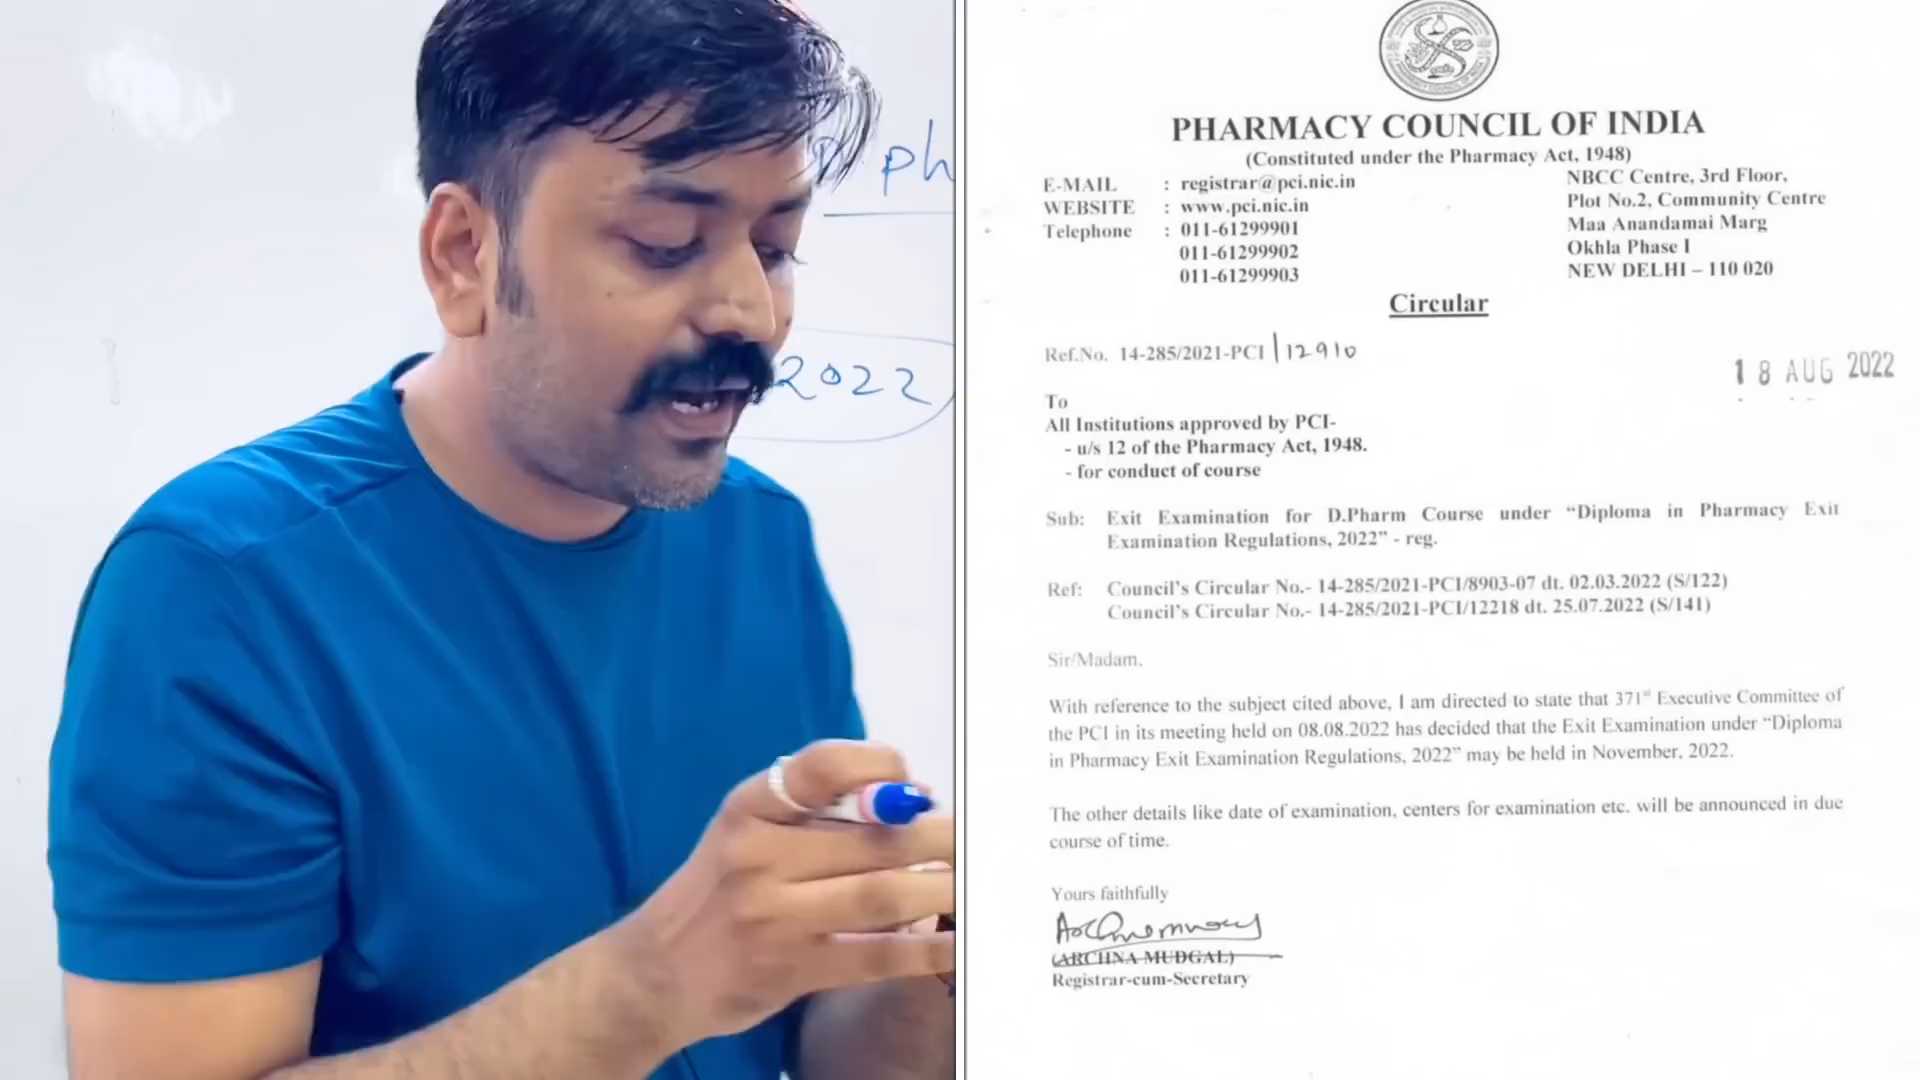 D ph
2022
PHARMACY COUNCIL OF INDIA
(Constituted under the Pharmacy Act, 1948)
E-MAIL : registrar@pci.nic.in
WEBSITE : www.pci.nic.in
Telephone : 011-61299901
011-61299902
011-61299903
NBCC Centre, 3rd Floor,
Plot No.2, Community Centre
Maa Anandamai Marg
Okhla Phase I
NEW DELHI – 110 020
Circular
Ref.No. 14-285/2021-PCI/12910
18 AUG 2022
To
All Institutions approved by PCI-
- u/s 12 of the Pharmacy Act, 1948.
- for conduct of course
Sub: Exit Examination for D.Pharm Course under “Diploma in Pharmacy Exit
Examination Regulations, 2022” - reg.
Ref: Council’s Circular No.- 14-285/2021-PCI/8903-07 dt. 02.03.2022 (S/122)
Council’s Circular No.- 14-285/2021-PCI/12218 dt. 25.07.2022 (S/141)
Sir/Madam.
With reference to the subject cited above, I am directed to state that 371st Executive Committee of
the PCI in its meeting held on 08.08.2022 has decided that the Exit Examination under “Diploma
in Pharmacy Exit Examination Regulations, 2022” may be held in November, 2022.
The other details like date of examination, centers for examination etc. will be announced in due
course of time.
Yours faithfully
(ARCHNA MUDGAL)
Registrar-cum-Secretary